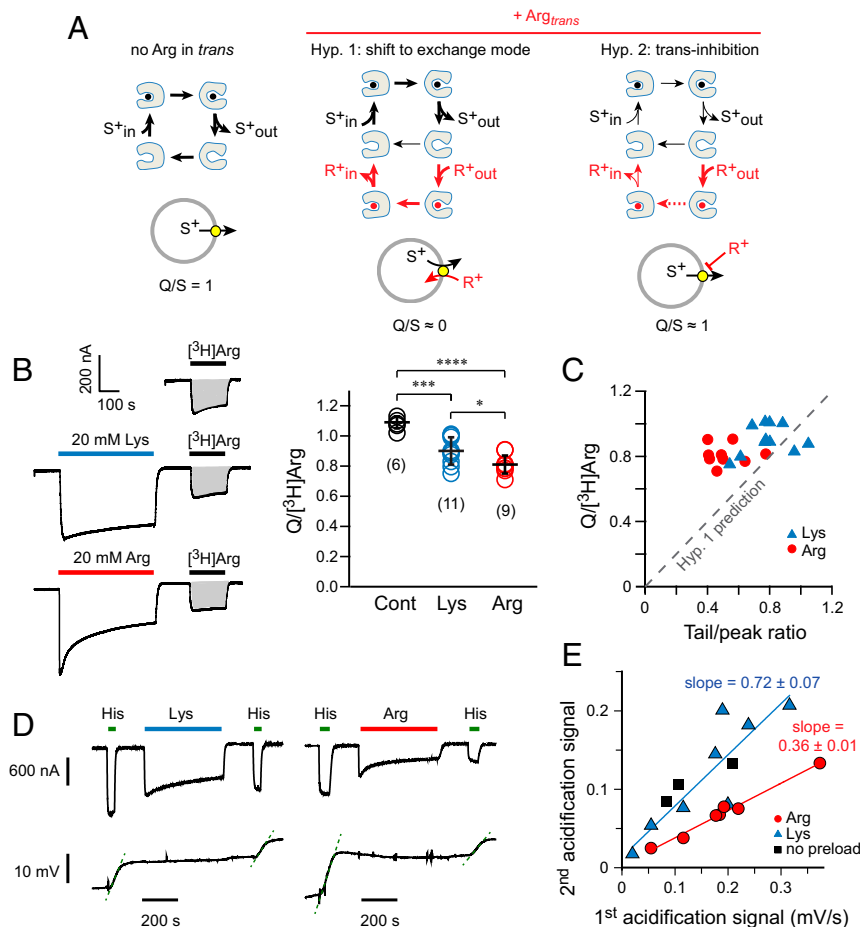 A
+ Arg trans
no Arg in trans
Hyp. 1: shift to exchange mode
Hyp. 2: trans-inhibition
S+in
S+out
S+in
S+out
R+in
R+out
S+in
S+out
R+in
R+out
S+
Q/S = 1
S+
R+
Q/S ≈ 0
S+
R+
Q/S ≈ 1
B
200 nA
100 s
[3H]Arg
20 mM Lys
[3H]Arg
20 mM Arg
[3H]Arg
Q/[3H]Arg
1.2
1.0
0.8
0.6
0.4
0.2
0.0
****
***
*
(6)
(11)
(9)
Cont
Lys
Arg
C
Q/[3H]Arg
1.2
0.8
0.4
0
0
0.4
0.8
1.2
Hyp. 1 prediction
Lys
Arg
Tail/peak ratio
D
His
Lys
His
His
Arg
His
600 nA
10 mV
200 s
200 s
E
slope = 0.72 ± 0.07
slope =
0.36 ± 0.01
2nd acidification signal
0.2
0.1
0
0
0.1
0.2
0.3
Arg
Lys
no preload
1st acidification signal (mV/s)